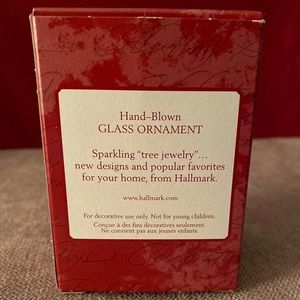 Hand-Blown
GLASS ORNAMENT
Sparkling "tree jewelry"...
new designs and popular favorites
for your home, from Hallmark.
www.hallmark.com
For decorative use only. Not for young children.
Conçue à des fins décoratives seulement.
Ne convient pas aux jeunes enfants.